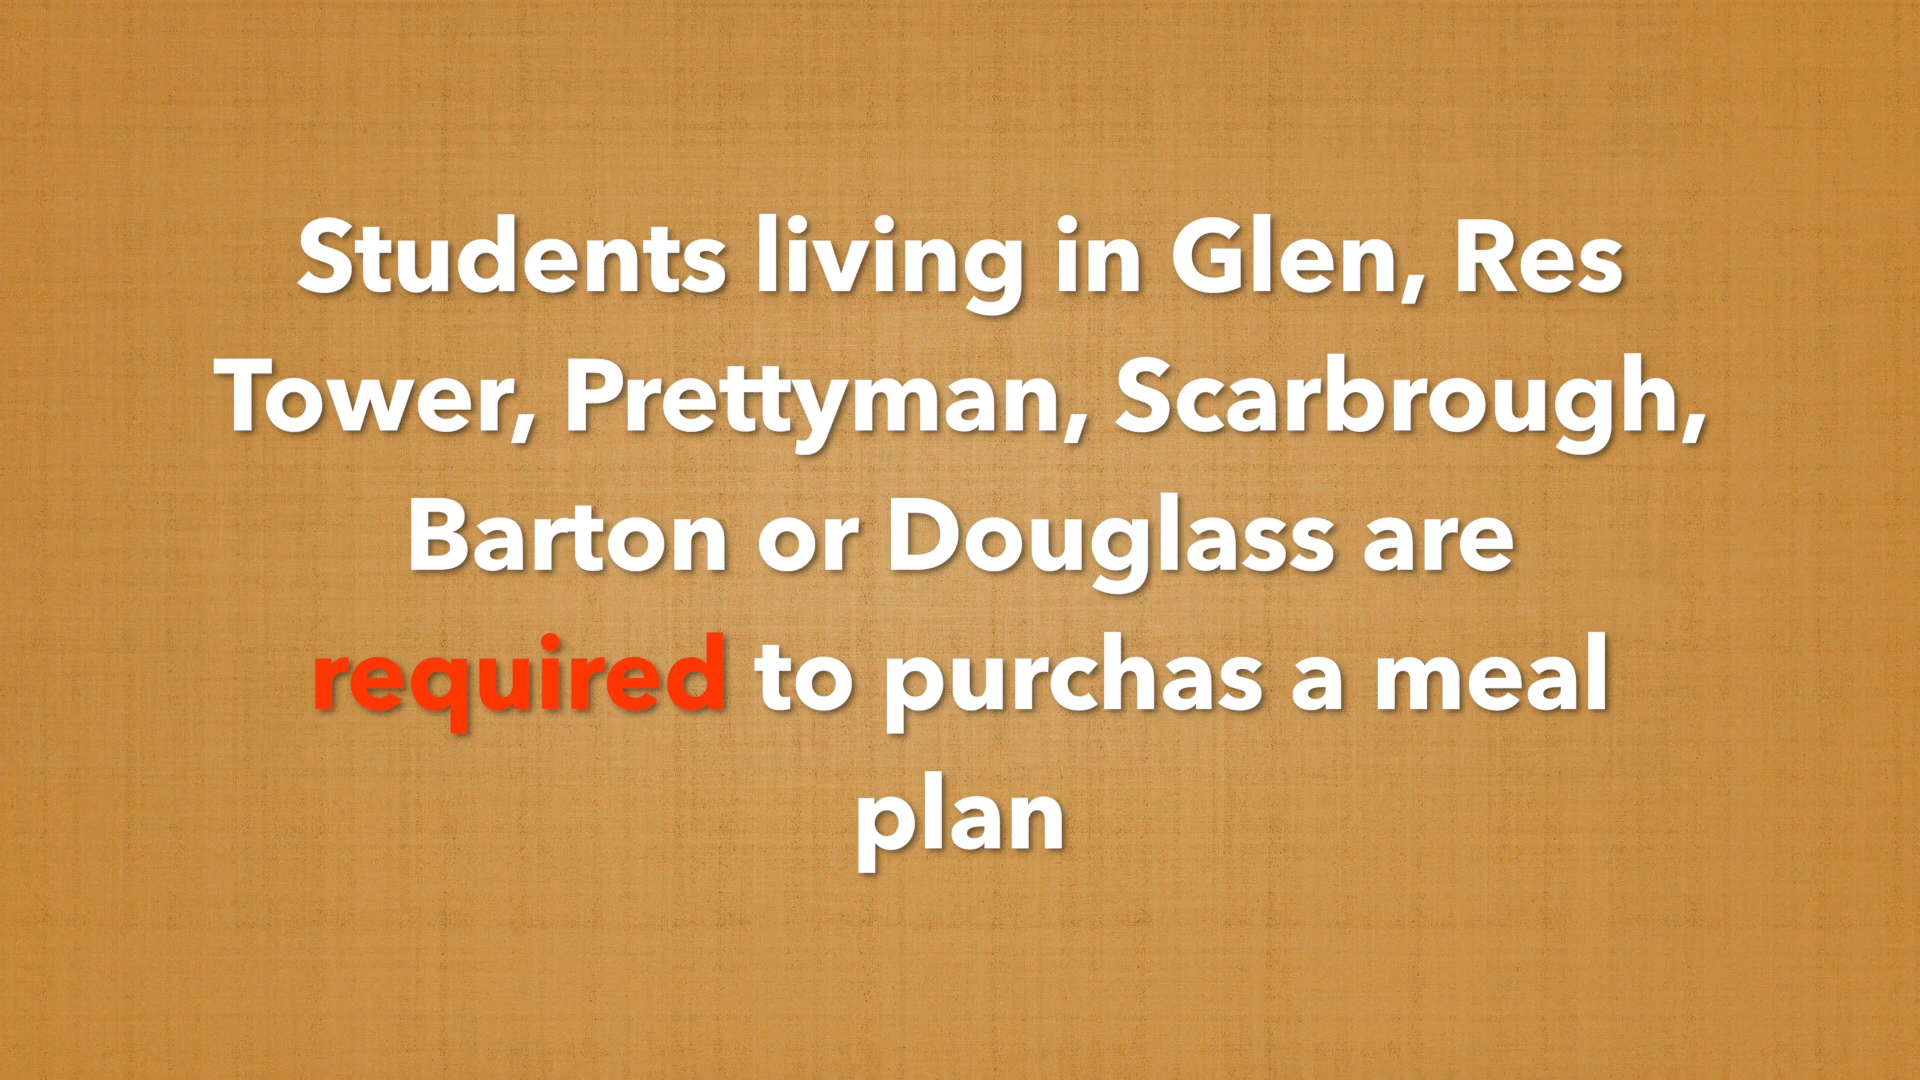 Students living in Glen, Res
Tower, Prettyman, Scarbrough,
Barton or Douglass are
required to purchas a meal
plan